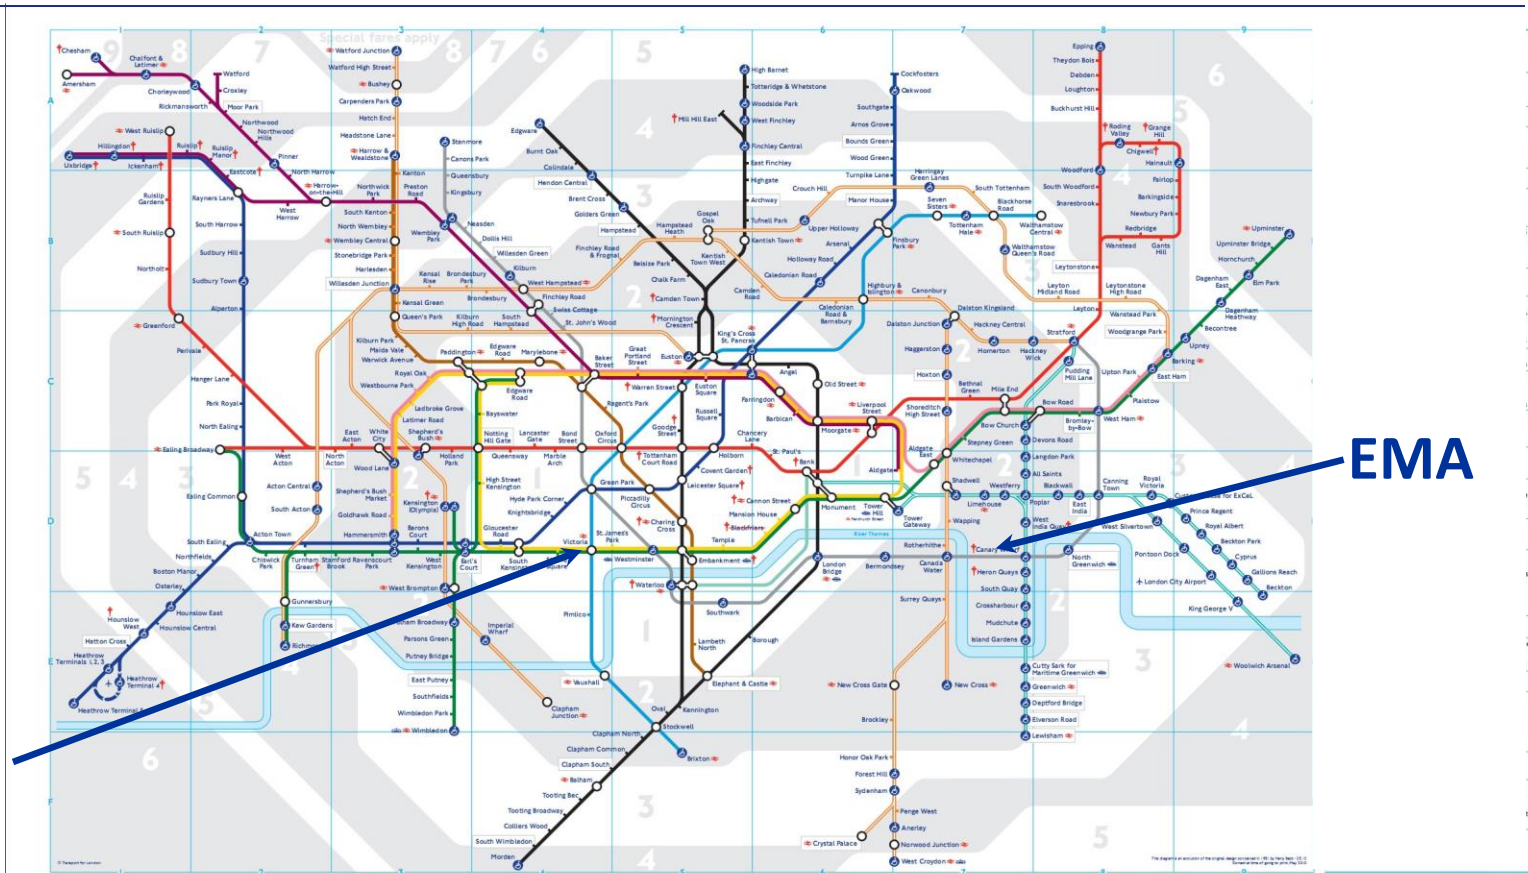 Special fares apply
1 2 3 4 5 6 7 8 9
Chesham
Chalfont &
Latimer
Amersham
Chorleywood
Rickmansworth
Watford
Croxley
Moor Park
Northwood
Northwood
Hills
Pinner
North Harrow
Harrow-
on-the-Hill
West Ruislip
Hillingdon
Uxbridge
Ickenham
Ruislip
Ruislip
Manor
Eastcote
Rayners Lane
West
Harrow
Ruislip
Gardens
South Ruislip
Northolt
Greenford
Perivale
Hanger Lane
South Harrow
Sudbury Hill
Sudbury Town
Alperton
Park Royal
North Ealing
Ealing Broadway
Ealing Common
West
Acton
North
Acton
East
Acton
White
City
Watford Junction
Watford High Street
Bushey
Carpenders Park
Hatch End
Headstone Lane
Harrow &
Wealdstone
Kenton
Northwick
Park
Preston
Road
South Kenton
North Wembley
Wembley Central
Stonebridge Park
Harlesden
Willesden Junction
Kensal Green
Queen's Park
Kilburn Park
Maida Vale
Warwick Avenue
Royal Oak
Westbourne Park
Ladbroke Grove
Latimer Road
Stanmore
Canons Park
Queensbury
Kingsbury
Wembley
Park
Neasden
Dollis Hill
Willesden Green
Kilburn
West Hampstead
Finchley Road
Swiss Cottage
St. John's Wood
Kensal
Rise
Brondesbury
Park
Brondesbury
Kilburn
High Road
South
Hampstead
Finchley Road
& Frognal
Edgware
Burnt Oak
Colindale
Hendon Central
Brent Cross
Golders Green
Hampstead
Belsize Park
Chalk Farm
Camden Town
Mornington
Crescent
Euston
High Barnet
Totteridge & Whetstone
Woodside Park
West Finchley
Mill Hill East
Finchley Central
East Finchley
Highgate
Archway
Tufnell Park
Kentish Town
Kentish
Town West
Hampstead
Heath
Gospel
Oak
Crouch Hill
Upper Holloway
Camden
Road
Cockfosters
Oakwood
Southgate
Arnos Grove
Bounds Green
Wood Green
Turnpike Lane
Manor House
Finsbury
Park
Arsenal
Holloway Road
Caledonian Road
Caledonian
Road &
Barnsbury
Highbury &
Islington
Canonbury
Harringay
Green Lanes
South Tottenham
Seven
Sisters
Tottenham
Hale
Blackhorse
Road
Walthamstow
Central
Walthamstow
Queen's Road
Leyton
Midland Road
Leytonstone
High Road
Wanstead Park
Woodgrange Park
Epping
Theydon Bois
Debden
Loughton
Buckhurst Hill
Roding
Valley
Grange
Hill
Chigwell
Hainault
Fairlop
Barkingside
Newbury Park
Gants
Hill
Redbridge
Wanstead
Woodford
South Woodford
Snaresbrook
Leytonstone
Leyton
Stratford
Upminster
Upminster Bridge
Hornchurch
Elm Park
Dagenham
East
Dagenham
Heathway
Becontree
Upney
Barking
East Ham
Upton Park
Plaistow
West Ham
Bromley-
by-Bow
Bow Road
Bow Church
Pudding
Mill Lane
Mile End
Bethnal
Green
Stepney Green
Whitechapel
Dalston Kingsland
Dalston Junction
Hackney Central
Homerton
Hackney
Wick
Haggerston
Hoxton
Shoreditch
High Street
Paddington
Edgware
Road
Marylebone
Baker
Street
Great
Portland
Street
Warren Street
Euston
Square
King's Cross
St. Pancras
Angel
Old Street
Farringdon
Barbican
Moorgate
Liverpool
Street
Edgware
Road
Bayswater
Notting
Hill Gate
Queensway
Lancaster
Gate
Marble
Arch
Bond
Street
Oxford
Circus
Regent's Park
Goodge
Street
Tottenham
Court Road
Russell
Square
Holborn
Chancery
Lane
St. Paul's
Bank
Covent Garden
Leicester Square
Shepherd's
Bush
Holland
Park
Wood Lane
Shepherd's Bush
Market
Goldhawk Road
Hammersmith
High Street
Kensington
Kensington
(Olympia)
Hyde Park Corner
Knightsbridge
Green Park
Piccadilly
Circus
Charing
Cross
Cannon Street
Mansion House
Blackfriars
Temple
Embankment
Monument
Tower
Hill
Fenchurch Street
Tower
Gateway
Aldgate
Aldgate
East
Shadwell
Wapping
Rotherhithe
Canada
Water
Surrey Quays
Limehouse
Westferry
Poplar
Blackwall
East
India
Canning
Town
Royal
Victoria
Prince Regent
Royal Albert
Beckton Park
Cyprus
Gallions Reach
Beckton
Devons Road
Langdon Park
All Saints
West
India Quay
Canary Wharf
Heron Quays
South Quay
Crossharbour
Mudchute
Island Gardens
Cutty Sark for
Maritime Greenwich
Greenwich
Deptford Bridge
Elverson Road
Lewisham
North
Greenwich
West Silvertown
Pontoon Dock
London City Airport
King George V
Woolwich Arsenal
EMA
Acton Central
South Acton
Acton Town
South Ealing
Northfields
Boston Manor
Osterley
Hounslow East
Hounslow Central
Hounslow
West
Hatton Cross
Heathrow
Terminals 1, 2, 3
Heathrow
Terminal 4
Chiswick
Park
Turnham
Green
Stamford
Brook
Ravenscourt
Park
Barons
Court
West
Kensington
Earl's
Court
Gloucester
Road
South
Victoria
St. James's
Park
Westminster
Waterloo
Southwark
London
Bridge
Bermondsey
River Thames
Gunnersbury
Kew Gardens
West Brompton
Parsons Green
Putney Bridge
East Putney
Southfields
Wimbledon Park
Wimbledon
Imperial
Wharf
Clapham
Junction
Pimlico
Vauxhall
Lambeth
North
Borough
Elephant & Castle
Kennington
Oval
Stockwell
Brixton
Clapham North
Clapham Common
Clapham South
Balham
Tooting Bec
Tooting Broadway
Colliers Wood
South Wimbledon
Morden
New Cross Gate
New Cross
Brockley
Honor Oak Park
Forest Hill
Sydenham
Crystal Palace
Penge West
Anerley
Norwood Junction
West Croydon
© Transport for London